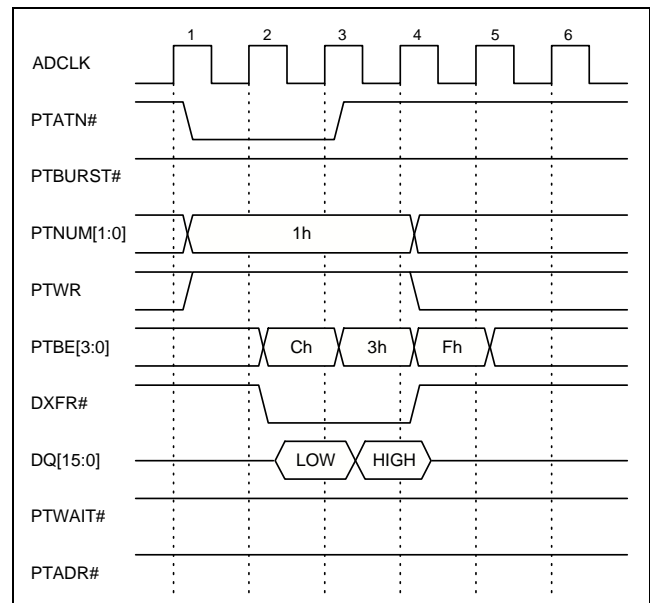 1 2 3 4 5 6
ADCLK
PTATN#
PTBURST#
PTNUM[1:0] 1h
PTWR
PTBE[3:0] Ch 3h Fh
DXFR#
DQ[15:0] LOW HIGH
PTWAIT#
PTADR#